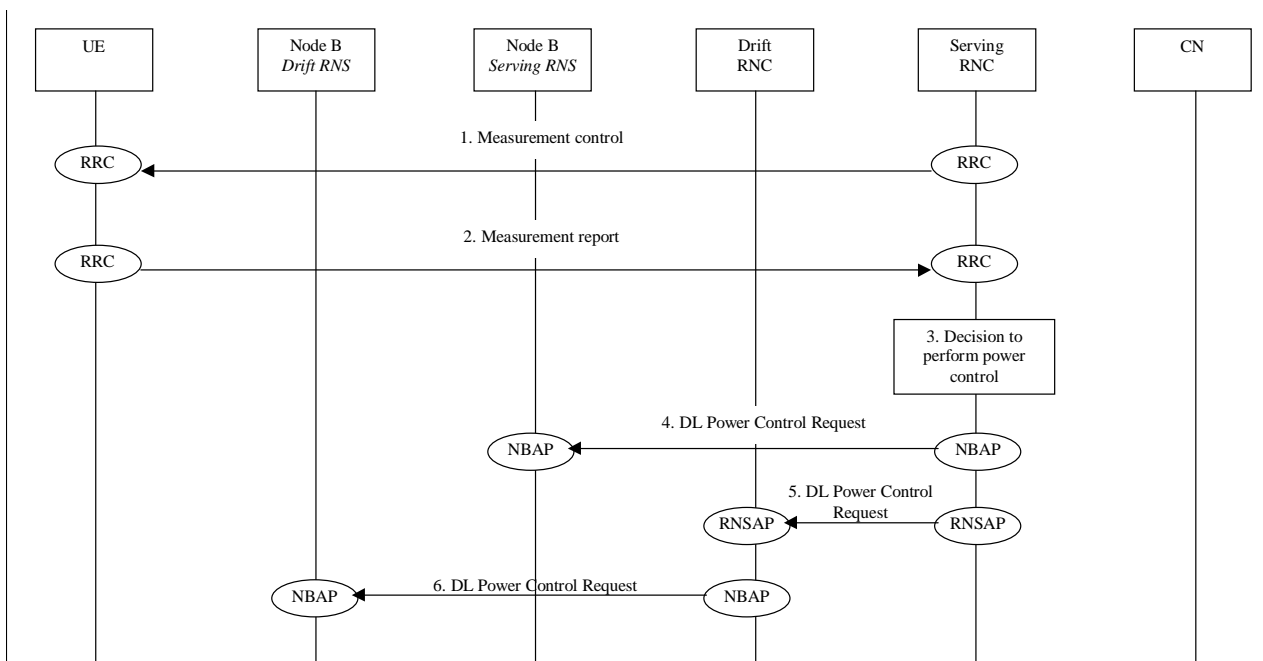 UE
Node B
Drift RNS
Node B
Serving RNS
Drift
RNC
Serving
RNC
CN
1. Measurement control
RRC
RRC
2. Measurement report
RRC
RRC
3. Decision to
perform power
control
4. DL Power Control Request
NBAP
NBAP
5. DL Power Control
Request
RNSAP
RNSAP
6. DL Power Control Request
NBAP
NBAP